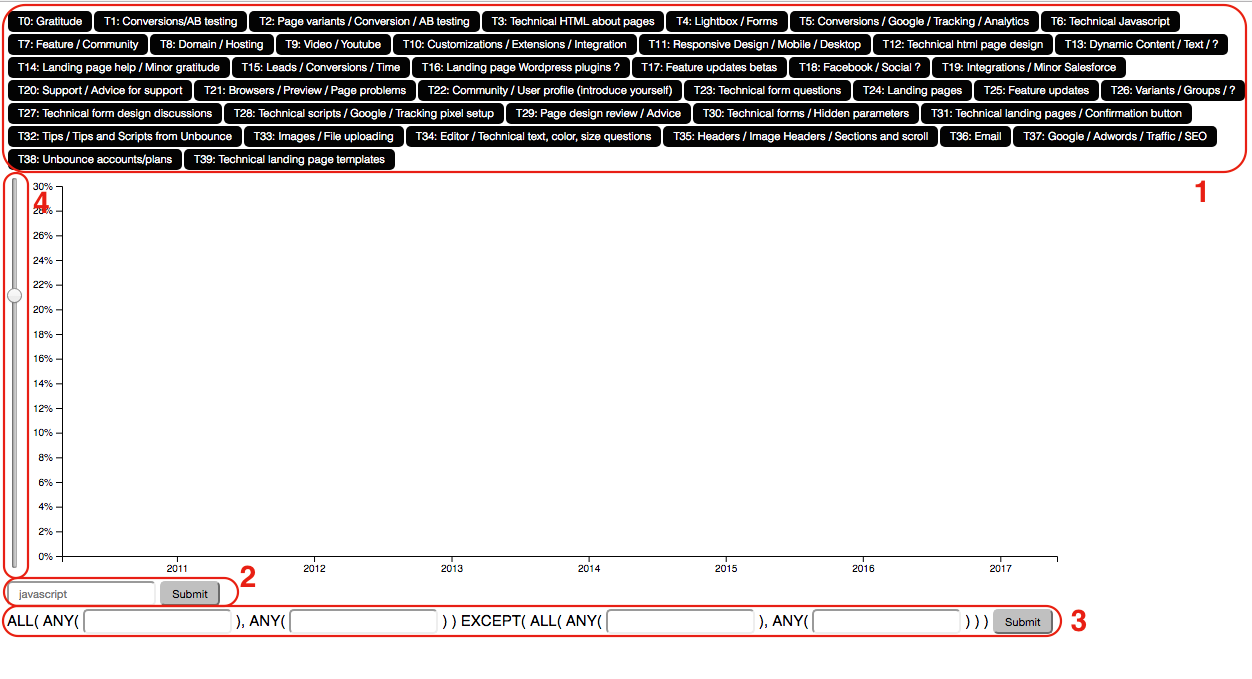 T0: Gratitude T1: Conversions/AB testing T2: Page variants / Conversion / AB testing T3: Technical HTML about pages T4: Lightbox / Forms T5: Conversions / Google / Tracking / Analytics T6: Technical Javascript
T7: Feature / Community T8: Domain / Hosting T9: Video / Youtube T10: Customizations / Extensions / Integration T11: Responsive Design / Mobile / Desktop T12: Technical html page design T13: Dynamic Content / Text / ?
T14: Landing page help / Minor gratitude T15: Leads / Conversions / Time T16: Landing page Wordpress plugins ? T17: Feature updates betas T18: Facebook / Social ? T19: Integrations / Minor Salesforce
T20: Support / Advice for support T21: Browsers / Preview / Page problems T22: Community / User profile (introduce yourself) T23: Technical form questions T24: Landing pages T25: Feature updates T26: Variants / Groups / ?
T27: Technical form design discussions T28: Technical scripts / Google / Tracking pixel setup T29: Page design review / Advice T30: Technical forms / Hidden parameters T31: Technical landing pages / Confirmation button
T32: Tips / Tips and Scripts from Unbounce T33: Images / File uploading T34: Editor / Technical text, color, size questions T35: Headers / Image Headers / Sections and scroll T36: Email T37: Google / Adwords / Traffic / SEO
T38: Unbounce accounts/plans T39: Technical landing page templates
1
4
30%
28%
26%
24%
22%
20%
18%
16%
14%
12%
10%
8%
6%
4%
2%
0%
2011 2012 2013 2014 2015 2016 2017
javascript Submit 2
ALL( ANY( ), ANY( ) ) EXCEPT( ALL( ANY( ), ANY( ) ) ) Submit 3